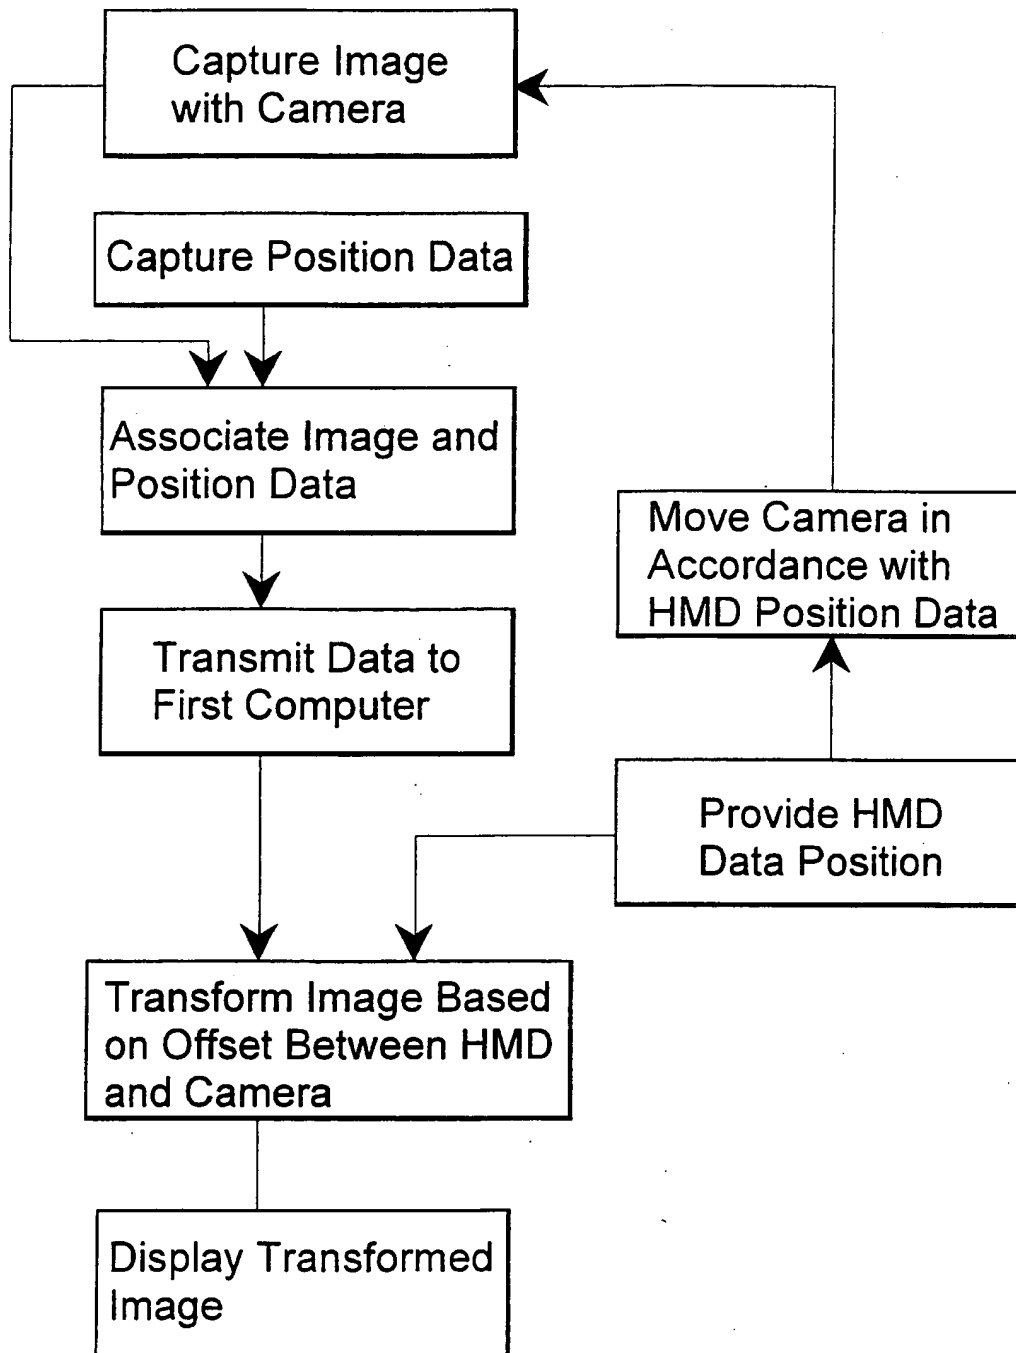 Capture Image
with Camera
Capture Position Data
Associate Image and
Position Data
Move Camera in
Accordance with
HMD Position Data
Transmit Data to
First Computer
Provide HMD
Data Position
Transform Image Based
on Offset Between HMD
and Camera
Display Transformed
Image